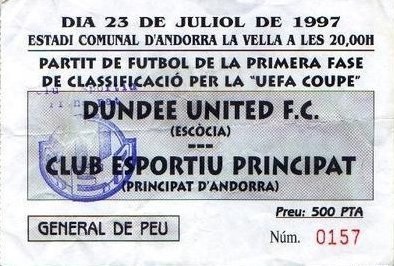 DIA 23 DE JULIOL DE 1997
ESTADI COMUNAL D'ANDORRA LA VELLA A LES 20,00H
PARTIT DE FUTBOL DE LA PRIMERA FASE
DE CLASSIFICACIÓ PER LA "UEFA COUPE"
DUNDEE UNITED F.C.
(ESCÒCIA)
---
CLUB ESPORTIU PRINCIPAT
(PRINCIPAT D'ANDORRA)
Preu: 500 PTA
GENERAL DE PEU
Núm. 0157